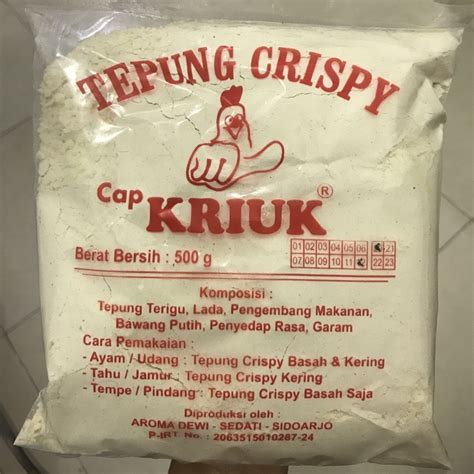 TEPUNG CRISPY
Cap KRIUK ®
Berat Bersih : 500 g
01 02 03 04 05 06 21
07 08 09 10 11 22 23
Komposisi :
Tepung Terigu, Lada, Pengembang Makanan,
Bawang Putih, Penyedap Rasa, Garam
Cara Pemakaian :
- Ayam / Udang : Tepung Crispy Basah & Kering
- Tahu / Jamur : Tepung Crispy Kering
- Tempe / Pindang : Tepung Crispy Basah Saja
Diproduksi oleh :
AROMA DEWI - SEDATI - SIDOARJO
P-IRT. No : 2063515010287-24